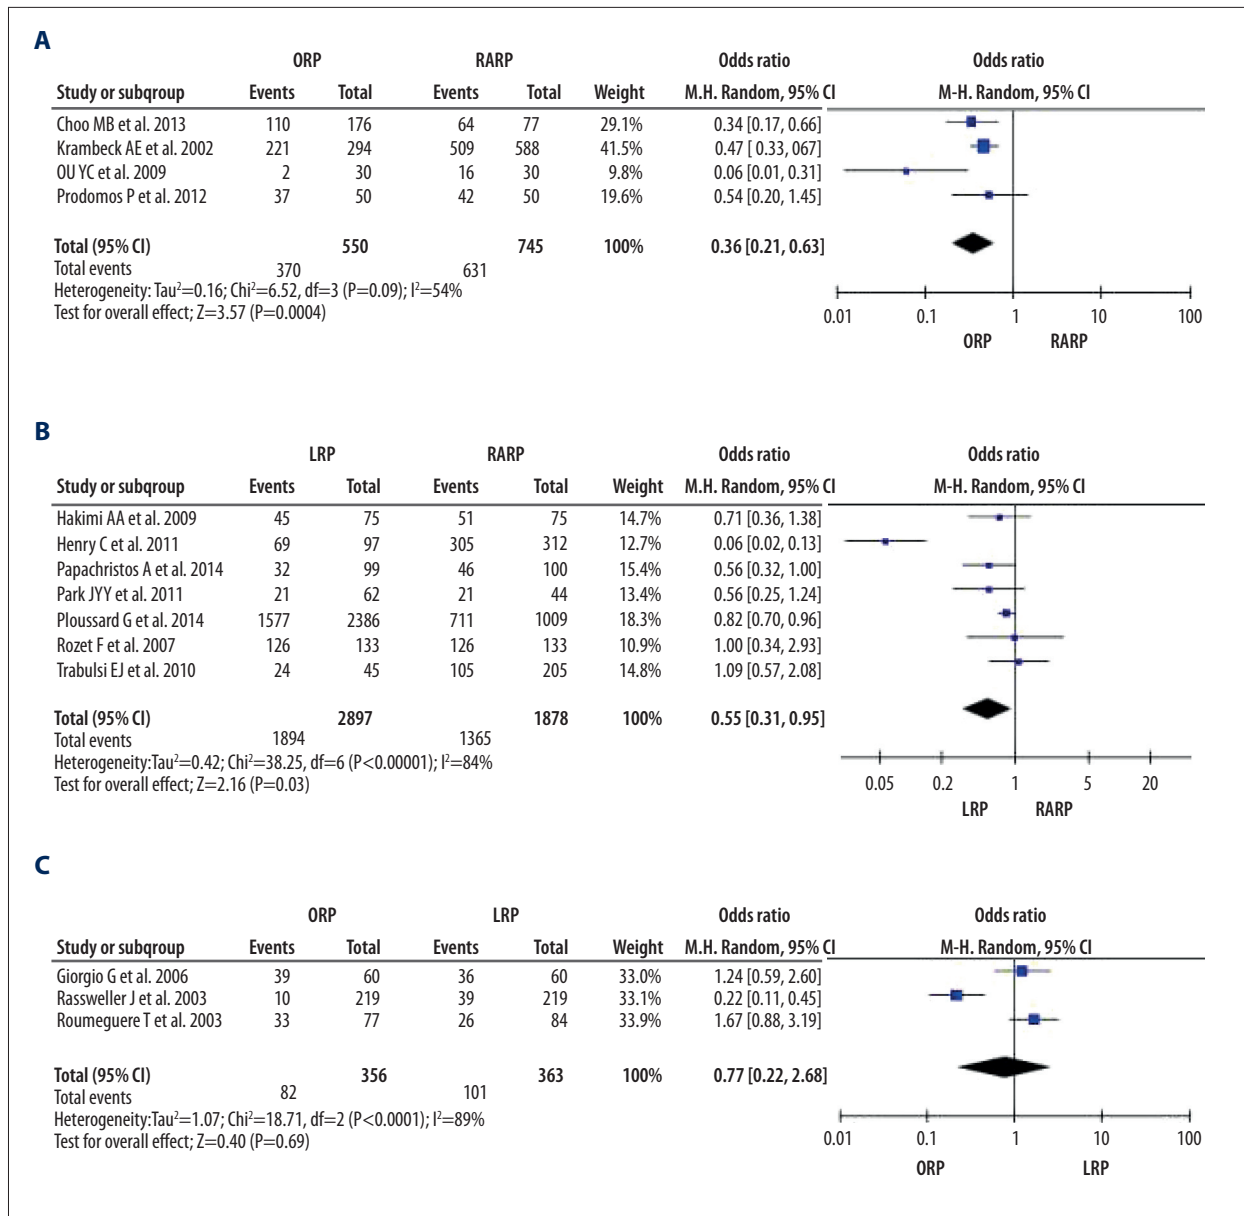 A
ORP RARP Odds ratio Odds ratio
Study or subqroup Events Total Events Total Weight M.H. Random, 95% CI M-H. Random, 95% CI
Choo MB et al. 2013 110 176 64 77 29.1% 0.34 [0.17, 0.66]
Krambeck AE et al. 2002 221 294 509 588 41.5% 0.47 [ 0.33, 067]
OU YC et al. 2009 2 30 16 30 9.8% 0.06 [0.01, 0.31]
Prodomos P et al. 2012 37 50 42 50 19.6% 0.54 [0.20, 1.45]
Total (95% CI) 550 745 100% 0.36 [0.21, 0.63]
Total events 370 631
Heterogeneity: Tau²=0.16; Chi²=6.52, df=3 (P=0.09); I²=54%
Test for overall effect; Z=3.57 (P=0.0004)
0.01 0.1 1 10 100
ORP RARP
B
LRP RARP Odds ratio Odds ratio
Study or subqroup Events Total Events Total Weight M.H. Random, 95% CI M-H. Random, 95% CI
Hakimi AA et al. 2009 45 75 51 75 14.7% 0.71 [0.36, 1.38]
Henry C et al. 2011 69 97 305 312 12.7% 0.06 [0.02, 0.13]
Papachristos A et al. 2014 32 99 46 100 15.4% 0.56 [0.32, 1.00]
Park JYY et al. 2011 21 62 21 44 13.4% 0.56 [0.25, 1.24]
Ploussard G et al. 2014 1577 2386 711 1009 18.3% 0.82 [0.70, 0.96]
Rozet F et al. 2007 126 133 126 133 10.9% 1.00 [0.34, 2.93]
Trabulsi EJ et al. 2010 24 45 105 205 14.8% 1.09 [0.57, 2.08]
Total (95% CI) 2897 1878 100% 0.55 [0.31, 0.95]
Total events 1894 1365
Heterogeneity:Tau²=0.42; Chi²=38.25, df=6 (P<0.00001); I²=84%
Test for overall effect; Z=2.16 (P=0.03)
0.05 0.2 1 5 20
LRP RARP
C
ORP LRP Odds ratio Odds ratio
Study or subqroup Events Total Events Total Weight M.H. Random, 95% CI M-H. Random, 95% CI
Giorgio G et al. 2006 39 60 36 60 33.0% 1.24 [0.59, 2.60]
Rassweller J et al. 2003 10 219 39 219 33.1% 0.22 [0.11, 0.45]
Roumeguere T et al. 2003 33 77 26 84 33.9% 1.67 [0.88, 3.19]
Total (95% CI) 356 363 100% 0.77 [0.22, 2.68]
Total events 82 101
Heterogeneity:Tau²=1.07; Chi²=18.71, df=2 (P<0.0001); I²=89%
Test for overall effect; Z=0.40 (P=0.69)
0.01 0.1 1 10 100
ORP LRP